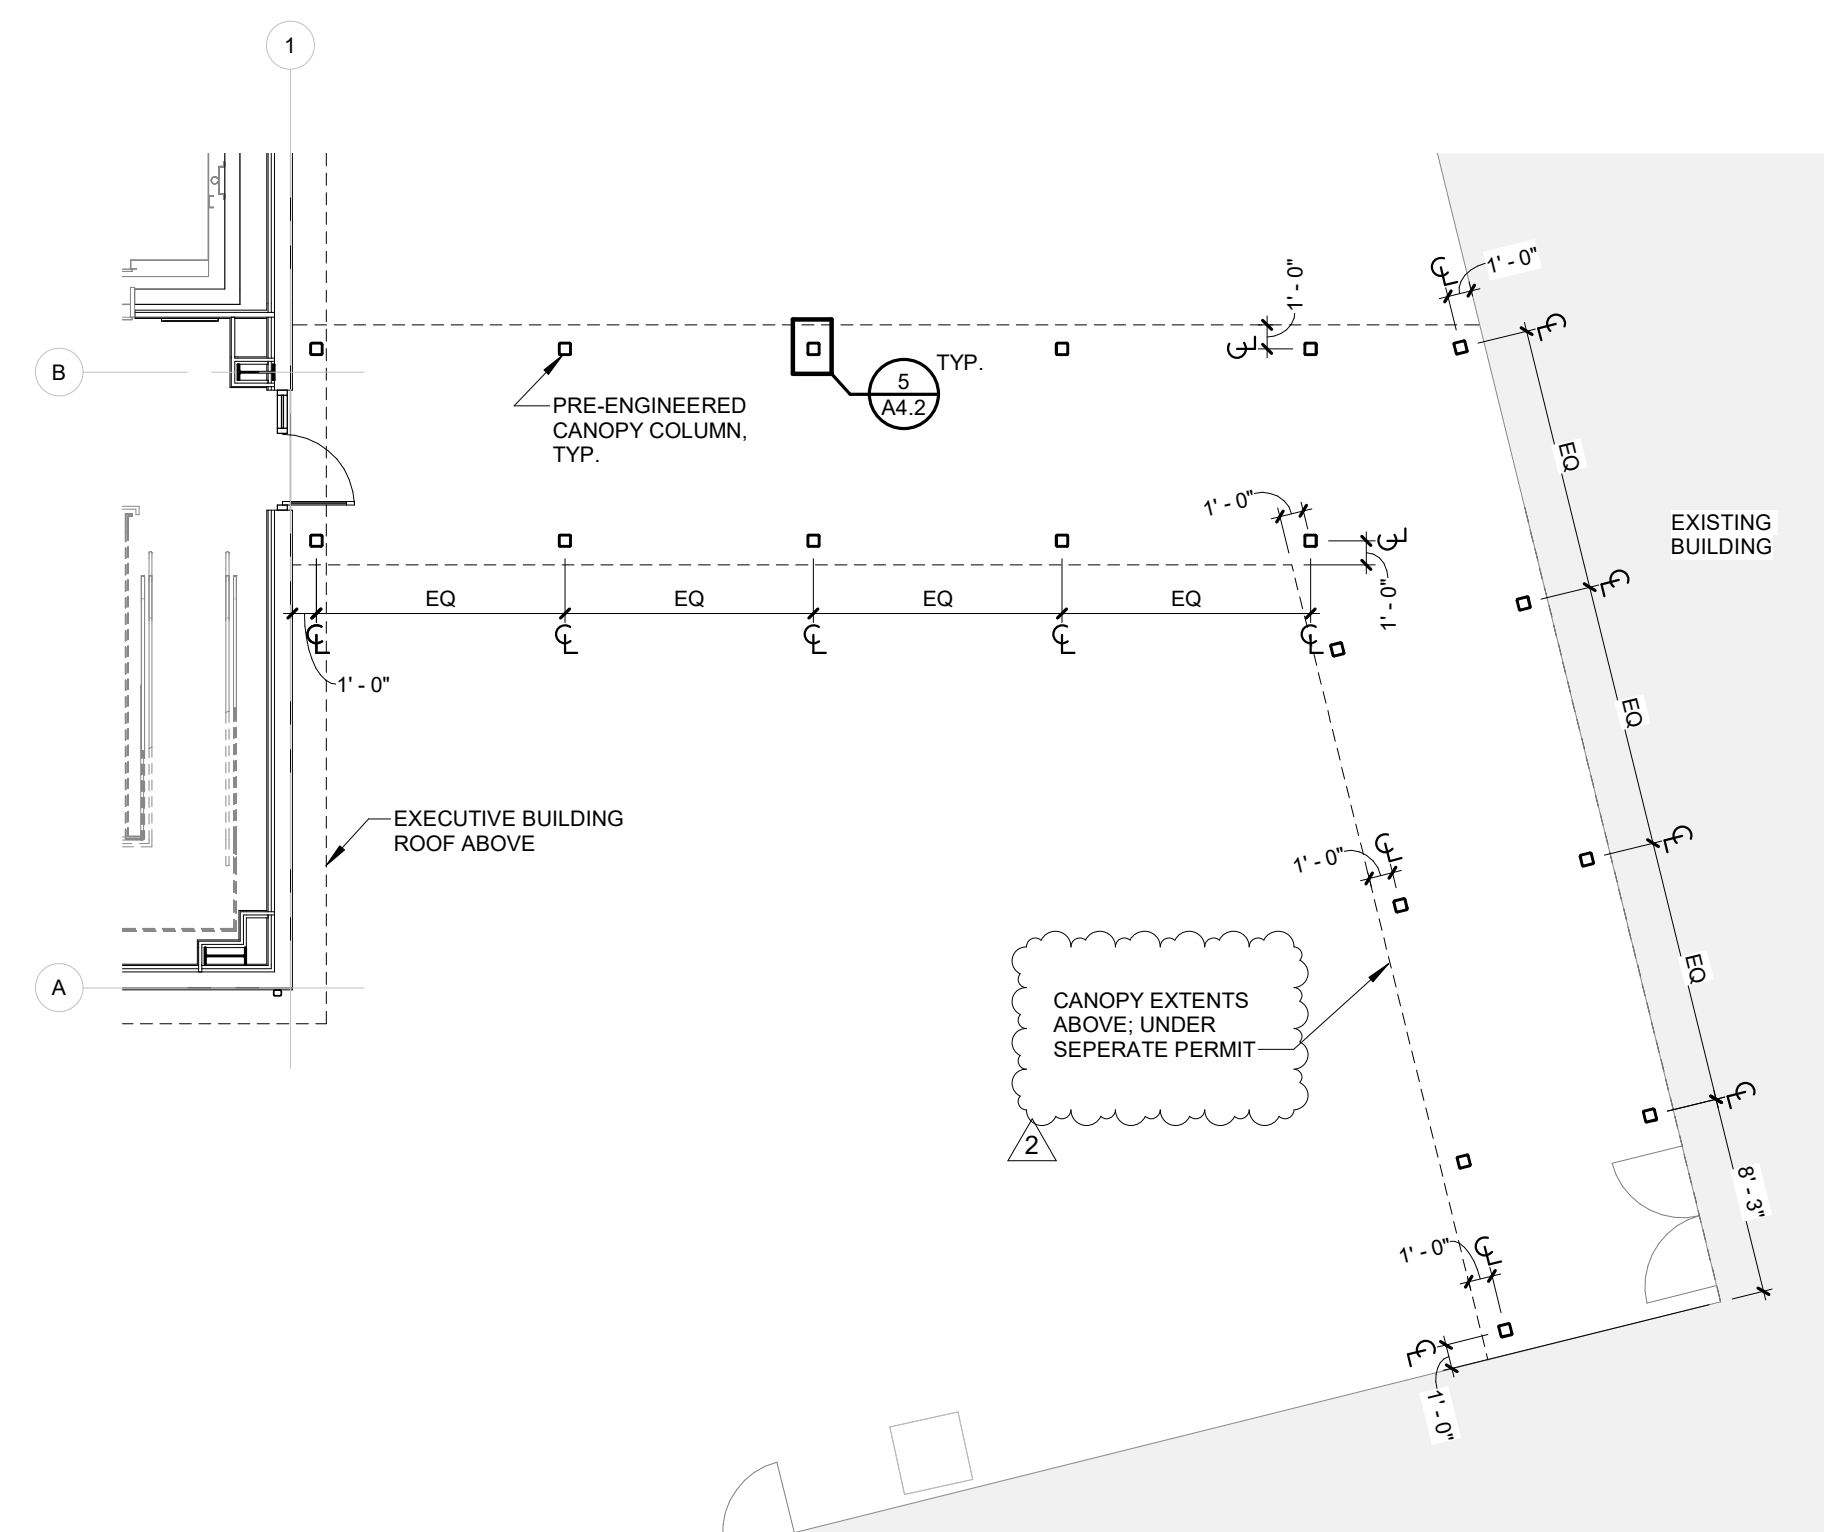 1
1' - 0"
1' - 0"
B
5
A4.2
TYP.
PRE-ENGINEERED
CANOPY COLUMN,
TYP.
EQ
1' - 0"
EXISTING
BUILDING
EQ
EQ
EQ
EQ
1' - 0"
1' - 0"
EQ
EXECUTIVE BUILDING
ROOF ABOVE
1' - 0"
EQ
A
CANOPY EXTENTS
ABOVE; UNDER
SEPERATE PERMIT
2
8' - 3"
1' - 0"
1' - 0"